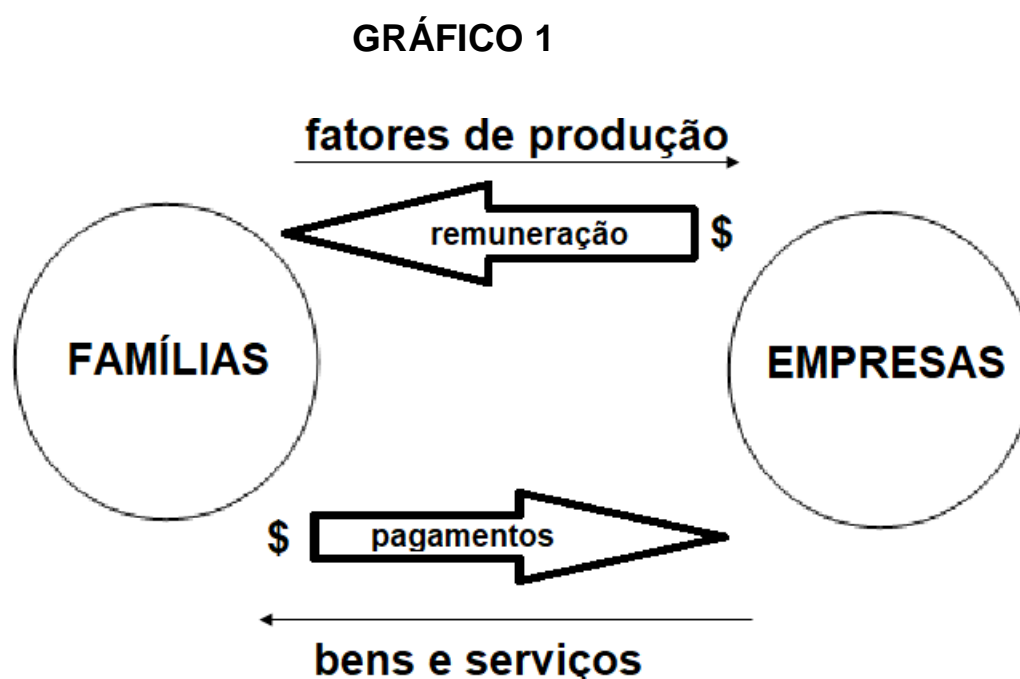 GRÁFICO 1
fatores de produção
remuneração $
FAMÍLIAS
EMPRESAS
$ pagamentos
bens e serviços